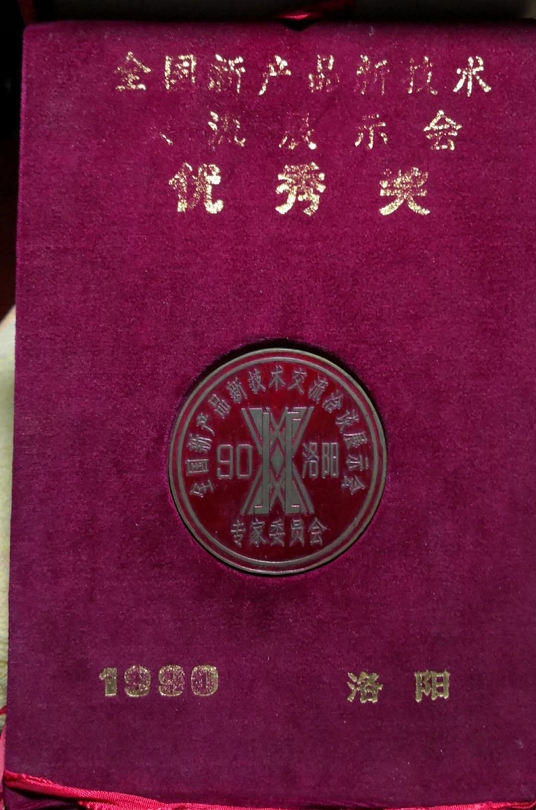 全国新产品新技术
流展示会
优秀奖
全国新产品新技术交流洽谈展示会
90 洛阳
专家委员会
1990 洛阳